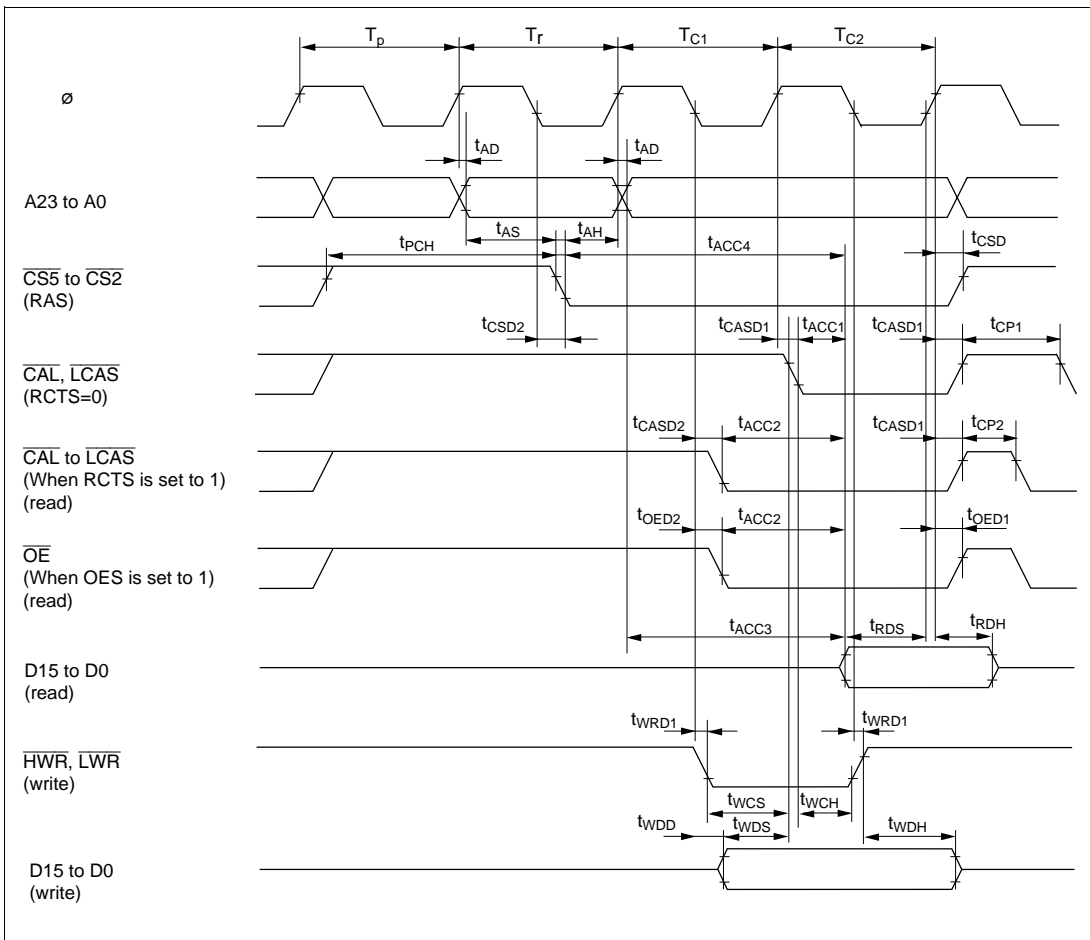 Tp Tr TC1 TC2
ø
tAD tAD
A23 to A0
tAS tAH
tPCH tACC4 tCSD
CS5 to CS2
(RAS)
tCSD2 tCASD1 tACC1 tCASD1 tCP1
CAL, LCAS
(RCTS=0)
tCASD2 tACC2 tCASD1 tCP2
CAL to LCAS
(When RCTS is set to 1)
(read)
tOED2 tACC2 tOED1
OE
(When OES is set to 1)
(read)
tACC3 tRDS tRDH
D15 to D0
(read)
tWRD1 tWRD1
HWR, LWR
(write)
tWCS tWCH
tWDD tWDS tWDH
D15 to D0
(write)